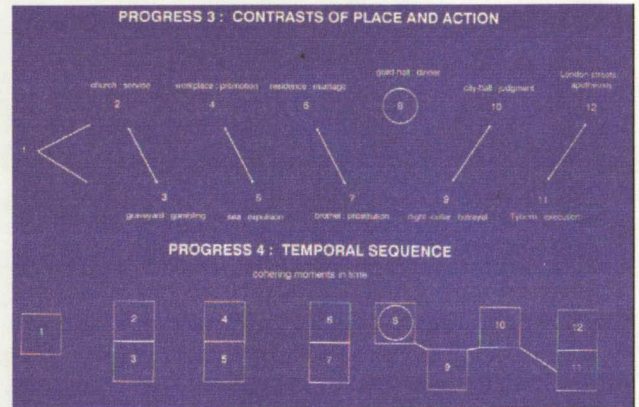 PROGRESS 3 : CONTRASTS OF PLACE AND ACTION
church : service
workplace : promotion
residence : marriage
guild-hall : dinner
city-hall : judgment
London streets :
apotheosis
2
4
6
8
10
12
1
3
5
7
9
11
graveyard : gambling
sea : expulsion
brothel : prostitution
night-cellar : betrayal
Tyburn : execution
PROGRESS 4 : TEMPORAL SEQUENCE
cohering moments in time
1
2
4
6
8
10
12
3
5
7
9
11